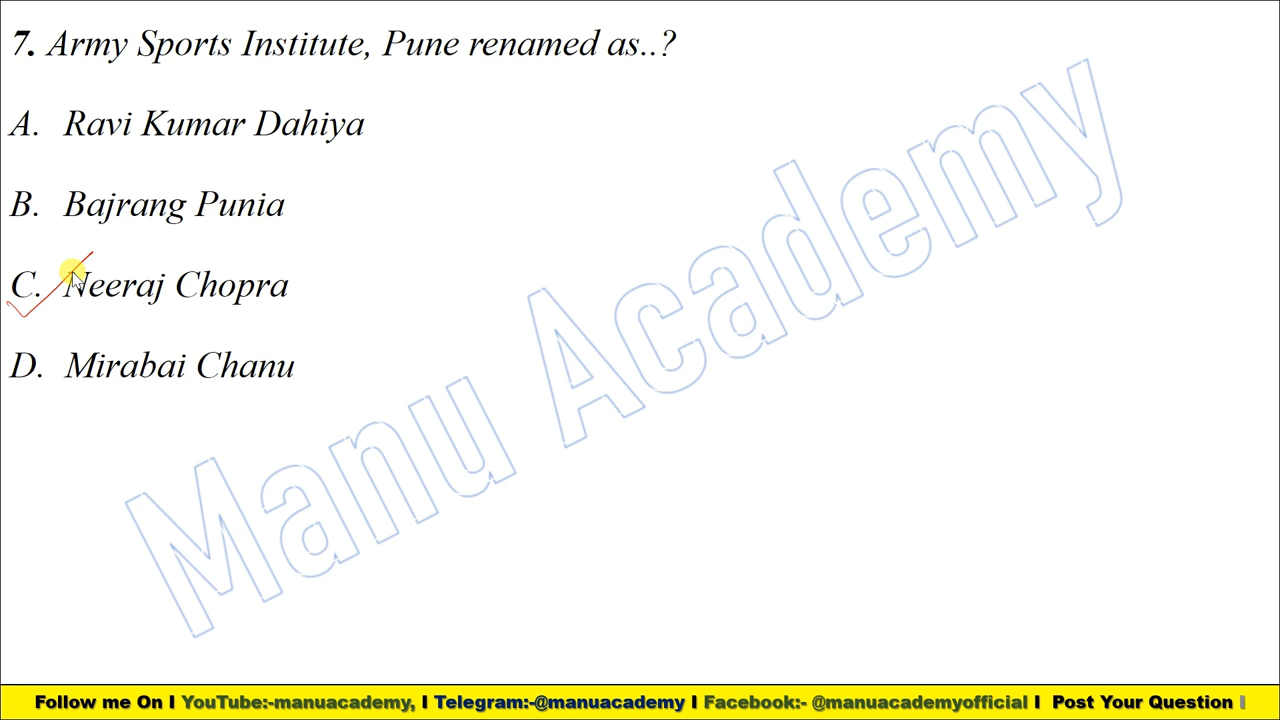 7. Army Sports Institute, Pune renamed as..?
A. Ravi Kumar Dahiya
B. Bajrang Punia
C. Neeraj Chopra
D. Mirabai Chanu
Manu Academy
Follow me On I YouTube:-manuacademy, I Telegram:-@manuacademy I Facebook:- @manuacademyofficial I Post Your Question I